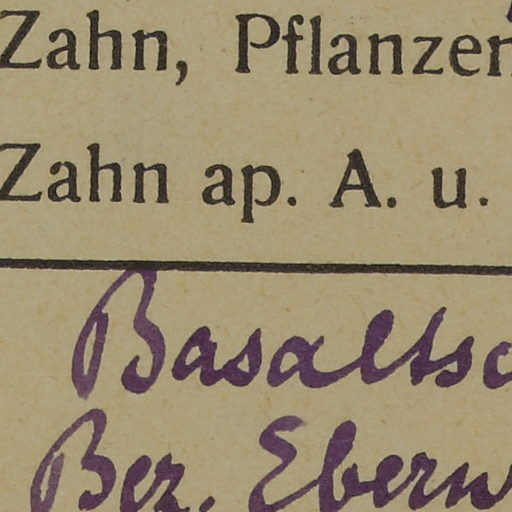 Zahn, Pflanzen
Zahn ap. A. u.
Basaltsc
Bez. Eberw